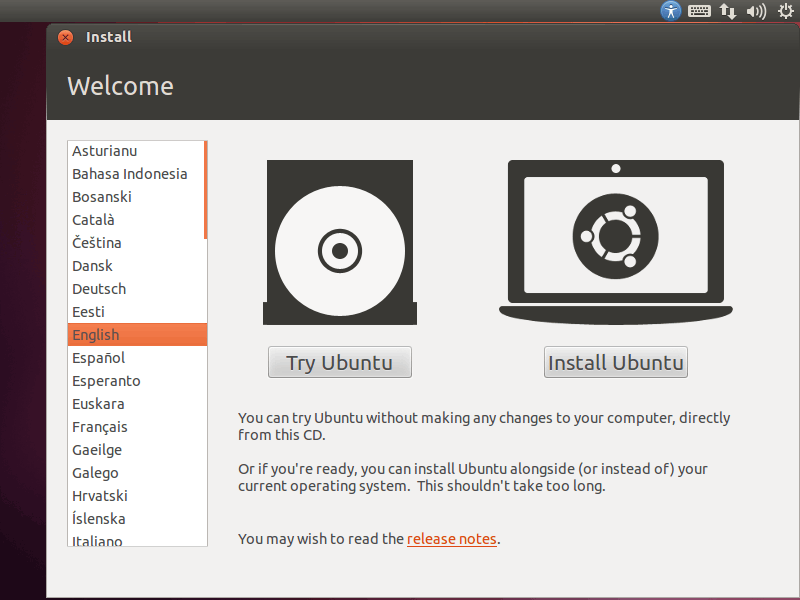 Install
Welcome
Asturianu
Bahasa Indonesia
Bosanski
Català
Čeština
Dansk
Deutsch
Eesti
English
Español
Esperanto
Euskara
Français
Gaeilge
Galego
Hrvatski
Íslenska
Italiano
Try Ubuntu
Install Ubuntu
You can try Ubuntu without making any changes to your computer, directly
from this CD.
Or if you're ready, you can install Ubuntu alongside (or instead of) your
current operating system.  This shouldn't take too long.
You may wish to read the release notes.